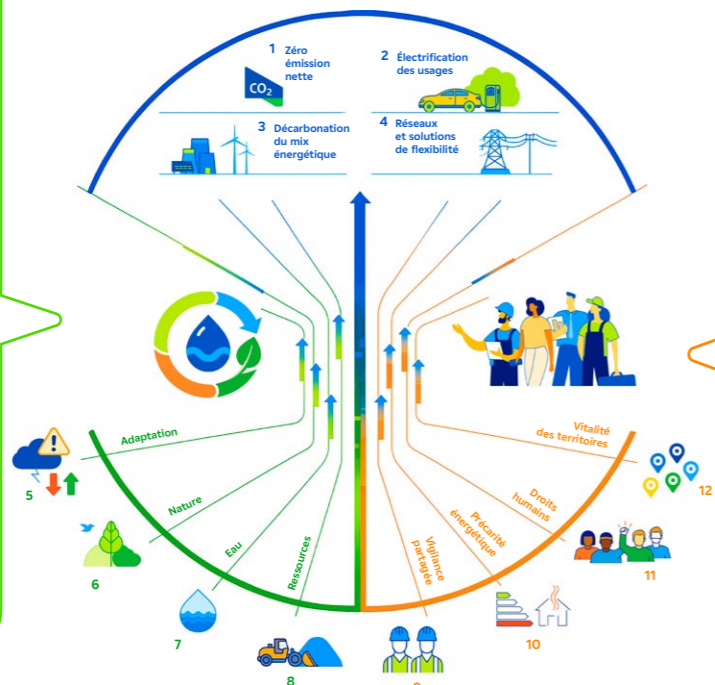 1 Zéro
émission
nette
CO2
2 Électrification
des usages
3 Décarbonation
du mix
énergétique
4 Réseaux
et solutions
de flexibilité
Adaptation
5
Nature
6
Eau
7
Ressources
8
Vigilance
partagée
Précarité
énergétique
10
Droits
humains
11
Vitalité
des territoires
12